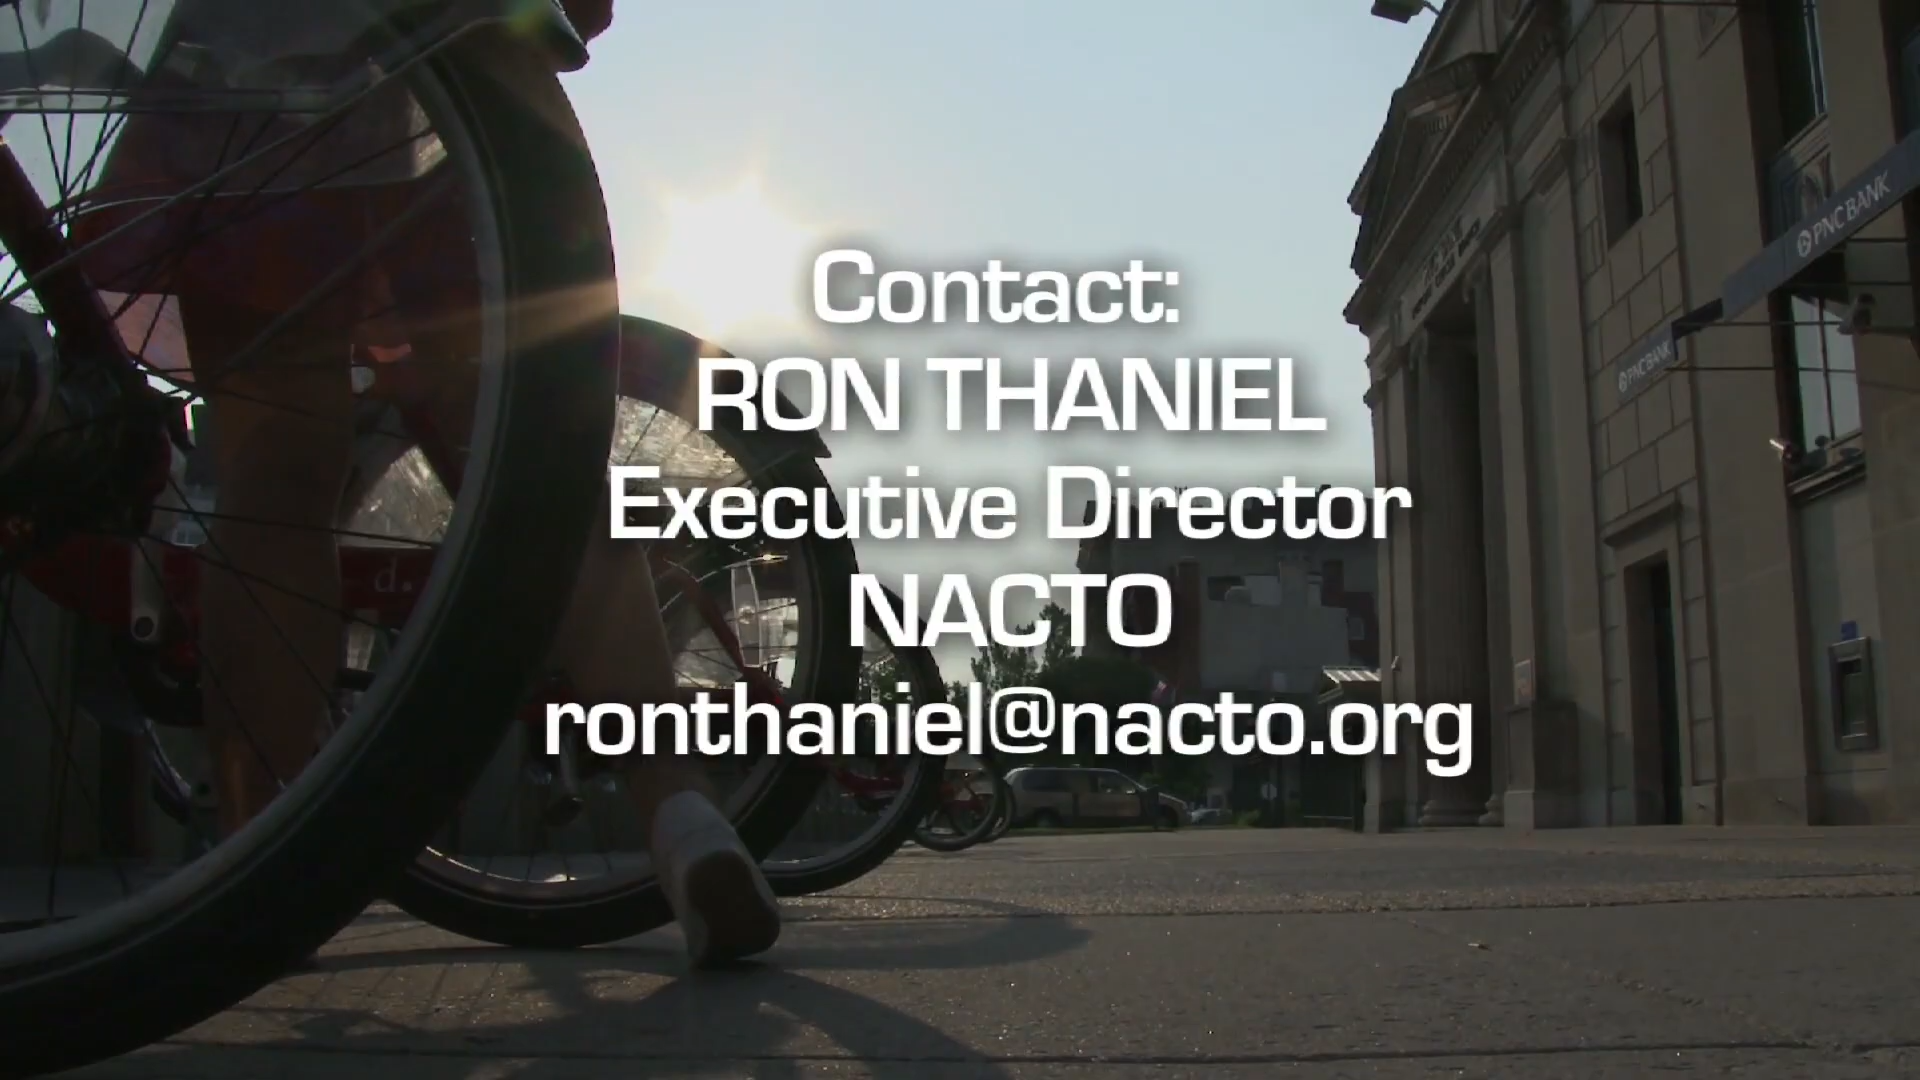 Contact:
RON THANIEL
Executive Director
NACTO
ronthaniel@nacto.org
PNC BANK
PNC BANK
d.